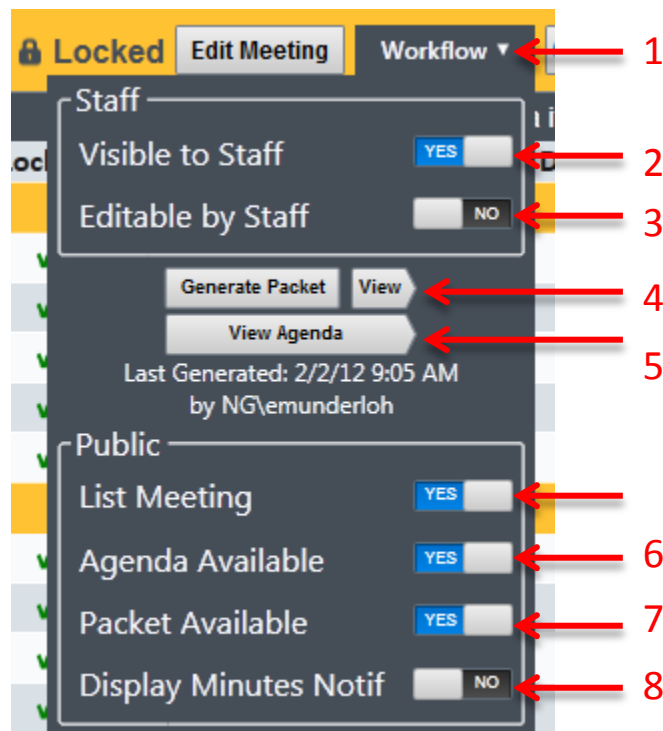 Locked Edit Meeting Workflow ▼ 1
Staff
Visible to Staff YES 2
Editable by Staff NO 3
Generate Packet View 4
View Agenda 5
Last Generated: 2/2/12 9:05 AM
by NG\emunderloh
Public
List Meeting YES
Agenda Available YES 6
Packet Available YES 7
Display Minutes Notif NO 8